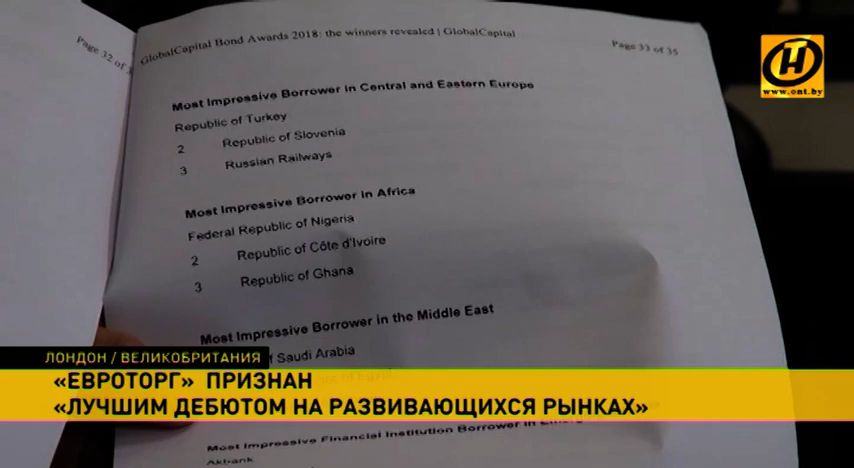 Page 32 of 3
GlobalCapital Bond Awards 2018: the winners revealed | GlobalCapital
Page 33 of 35
www.ont.by
Most Impressive Borrower in Central and Eastern Europe
Republic of Turkey
2 Republic of Slovenia
3 Russian Railways
Most Impressive Borrower in Africa
Federal Republic of Nigeria
2 Republic of Côte d'Ivoire
3 Republic of Ghana
Most Impressive Borrower in the Middle East
of Saudi Arabia
ЛОНДОН / ВЕЛИКОБРИТАНИЯ
«ЕВРОТОРГ» ПРИЗНАН
«ЛУЧШИМ ДЕБЮТОМ НА РАЗВИВАЮЩИХСЯ РЫНКАХ»
Most Impressive Financial Institution Borrower in
Akbank